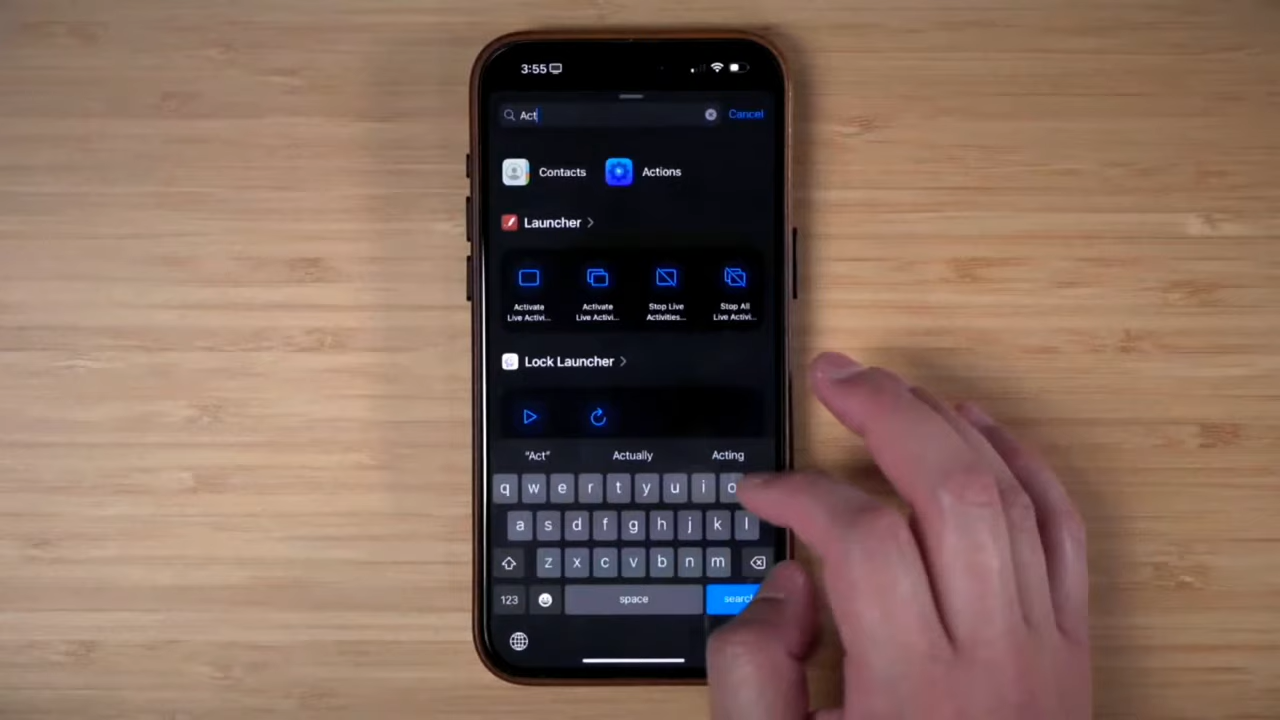 3:55
Act
Cancel
Contacts
Actions
Launcher >
Activate
Live Activi...
Activate
Live Activi...
Stop Live
Activities...
Stop All
Live Activi...
Lock Launcher >
"Act"
Actually
Acting
q w e r t y u i o
a s d f g h j k l
z x c v b n m
123
space
search